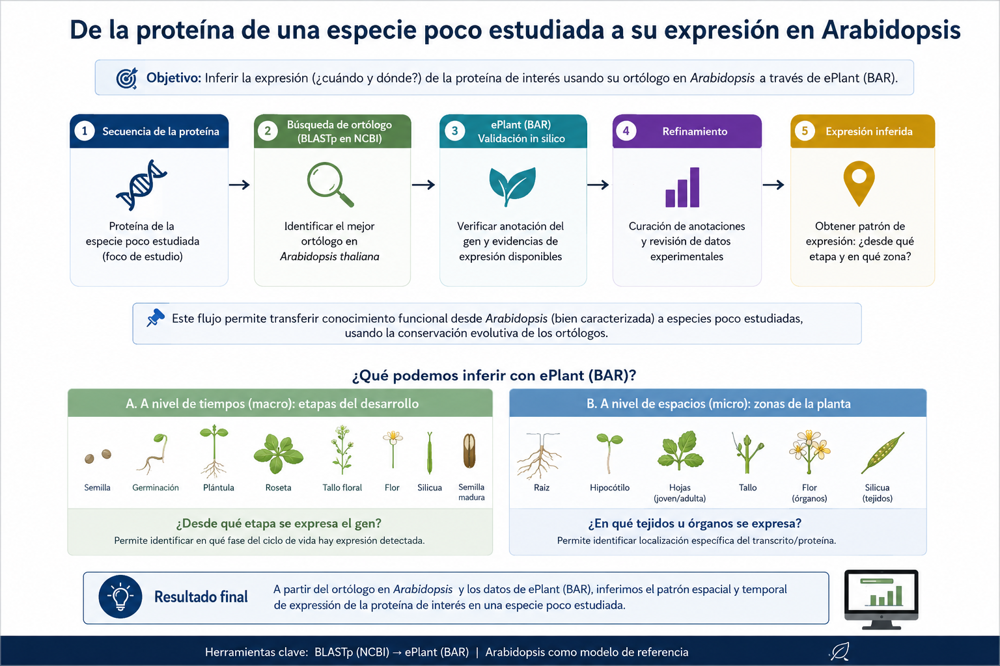 De la proteína de una especie poco estudiada a su expresión en Arabidopsis
Objetivo: Inferir la expresión (¿cuándo y dónde?) de la proteína de interés usando su ortólogo en Arabidopsis a través de ePlant (BAR).
1 Secuencia de la proteína
Proteína de la
especie poco estudiada
(foco de estudio)
2 Búsqueda de ortólogo
(BLASTp en NCBI)
Identificar el mejor
ortólogo en
Arabidopsis thaliana
3 ePlant (BAR)
Validación in silico
Verificar anotación del
gen y evidencias de
expresión disponibles
4 Refinamiento
Curación de anotaciones
y revisión de datos
experimentales
5 Expresión inferida
Obtener patrón de
expresión: ¿desde qué
etapa y en qué zona?
Este flujo permite transferir conocimiento funcional desde Arabidopsis (bien caracterizada) a especies poco estudiadas,
usando la conservación evolutiva de los ortólogos.
¿Qué podemos inferir con ePlant (BAR)?
A. A nivel de tiempos (macro): etapas del desarrollo
Semilla
Germinación
Plántula
Roseta
Tallo floral
Flor
Silicua
Semilla
madura
¿Desde qué etapa se expresa el gen?
Permite identificar en qué fase del ciclo de vida hay expresión detectada.
B. A nivel de espacios (micro): zonas de la planta
Raíz
Hipocótilo
Hojas
(joven/adulta)
Tallo
Flor
(órganos)
Silicua
(tejidos)
¿En qué tejidos u órganos se expresa?
Permite identificar localización específica del transcrito/proteína.
Resultado final
A partir del ortólogo en Arabidopsis y los datos de ePlant (BAR), inferimos el patrón espacial y temporal
de expresión de la proteína de interés en una especie poco estudiada.
Herramientas clave: BLASTp (NCBI) → ePlant (BAR) | Arabidopsis como modelo de referencia